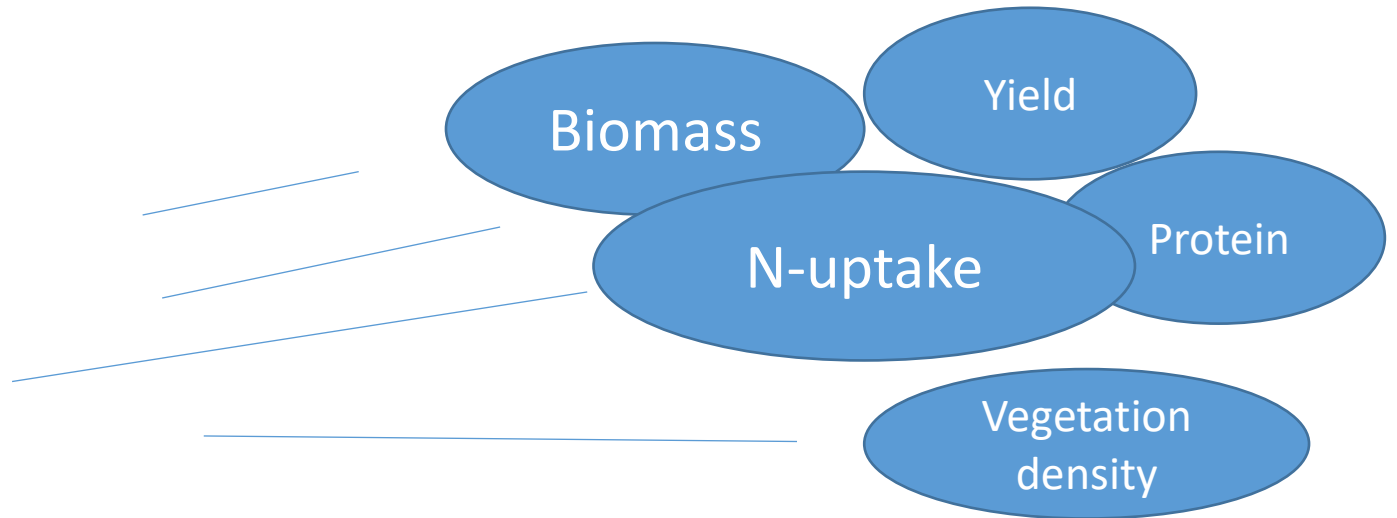 Yield
Biomass
Protein
N-uptake
Vegetation
density